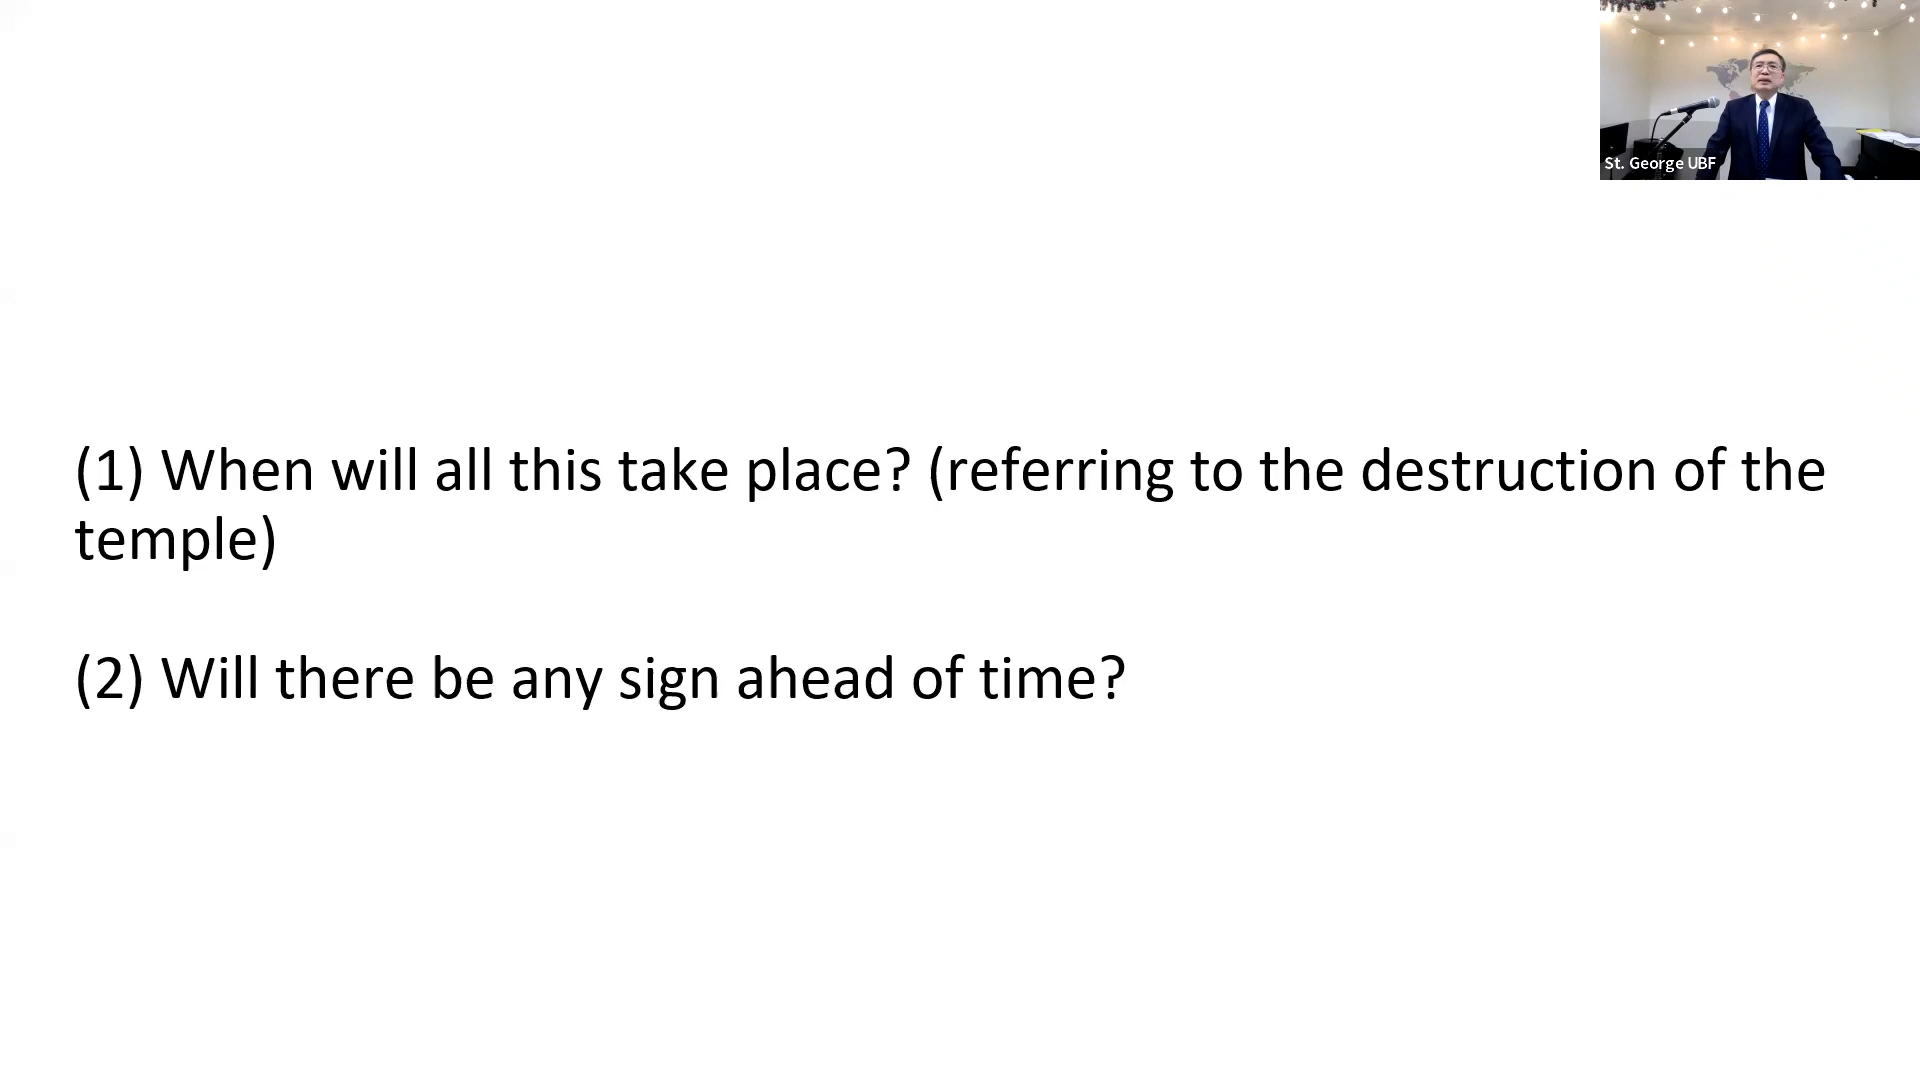 St. George UBF
(1) When will all this take place? (referring to the destruction of the
temple)
(2) Will there be any sign ahead of time?